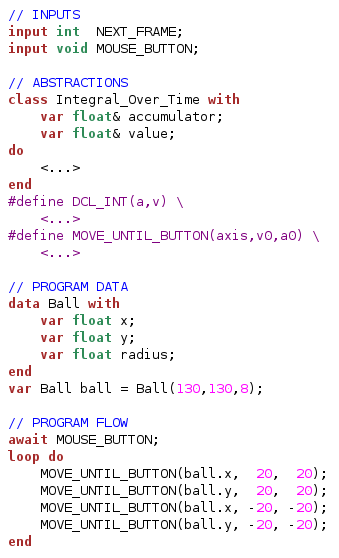 // INPUTS
input int  NEXT_FRAME;
input void MOUSE_BUTTON;

// ABSTRACTIONS
class Integral_Over_Time with
    var float& accumulator;
    var float& value;
do
    <...>
end
#define DCL_INT(a,v) \
    <...>
#define MOVE_UNTIL_BUTTON(axis,v0,a0) \
    <...>

// PROGRAM DATA
data Ball with
    var float x;
    var float y;
    var float radius;
end
var Ball ball = Ball(130,130,8);

// PROGRAM FLOW
await MOUSE_BUTTON;
loop do
    MOVE_UNTIL_BUTTON(ball.x,  20,  20);
    MOVE_UNTIL_BUTTON(ball.y,  20,  20);
    MOVE_UNTIL_BUTTON(ball.x, -20, -20);
    MOVE_UNTIL_BUTTON(ball.y, -20, -20);
end